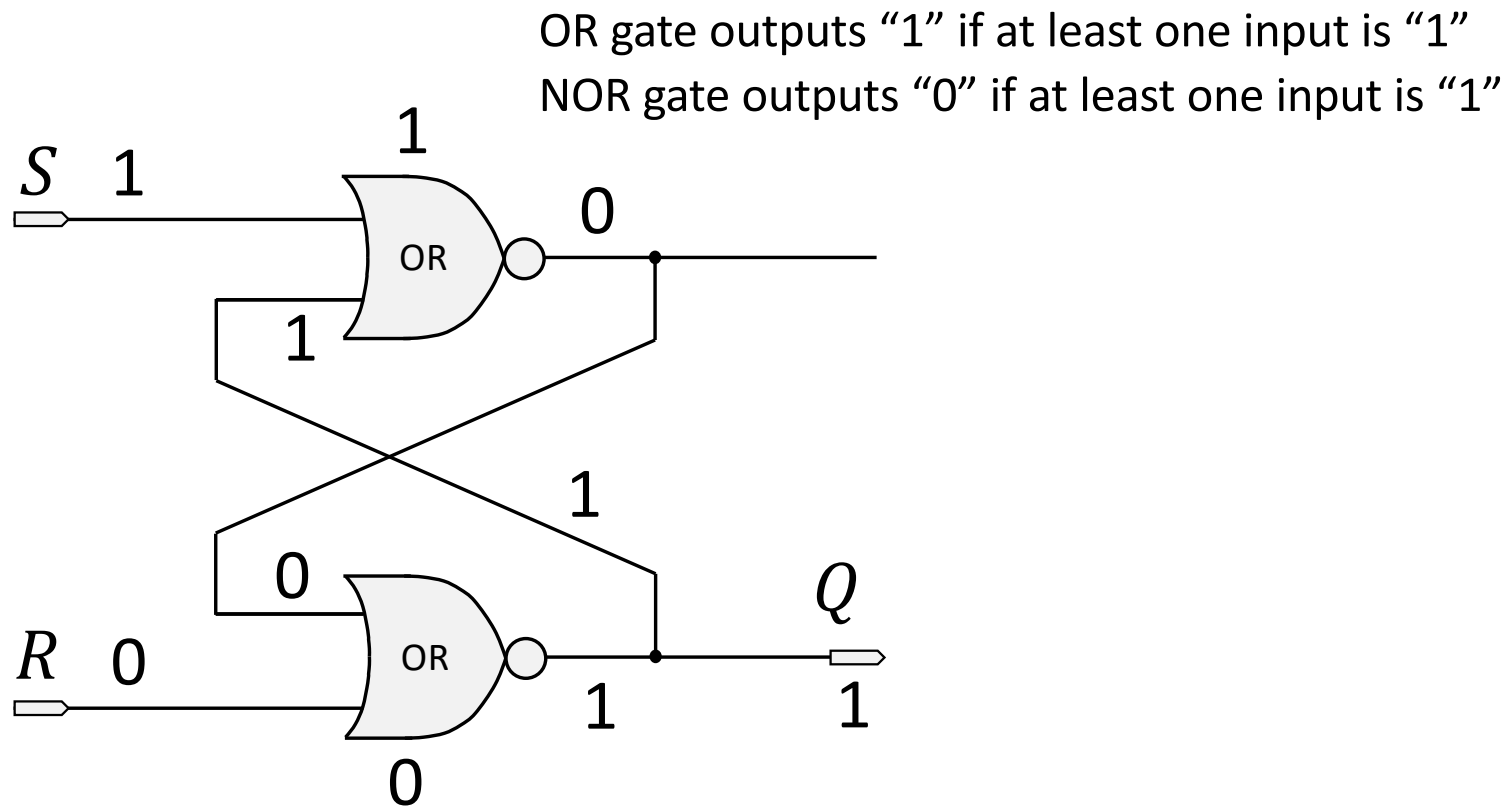 OR gate outputs “1” if at least one input is “1”
NOR gate outputs “0” if at least one input is “1”
1
S 1
0
OR
1
1
0
Q
R 0
OR
1
1
0